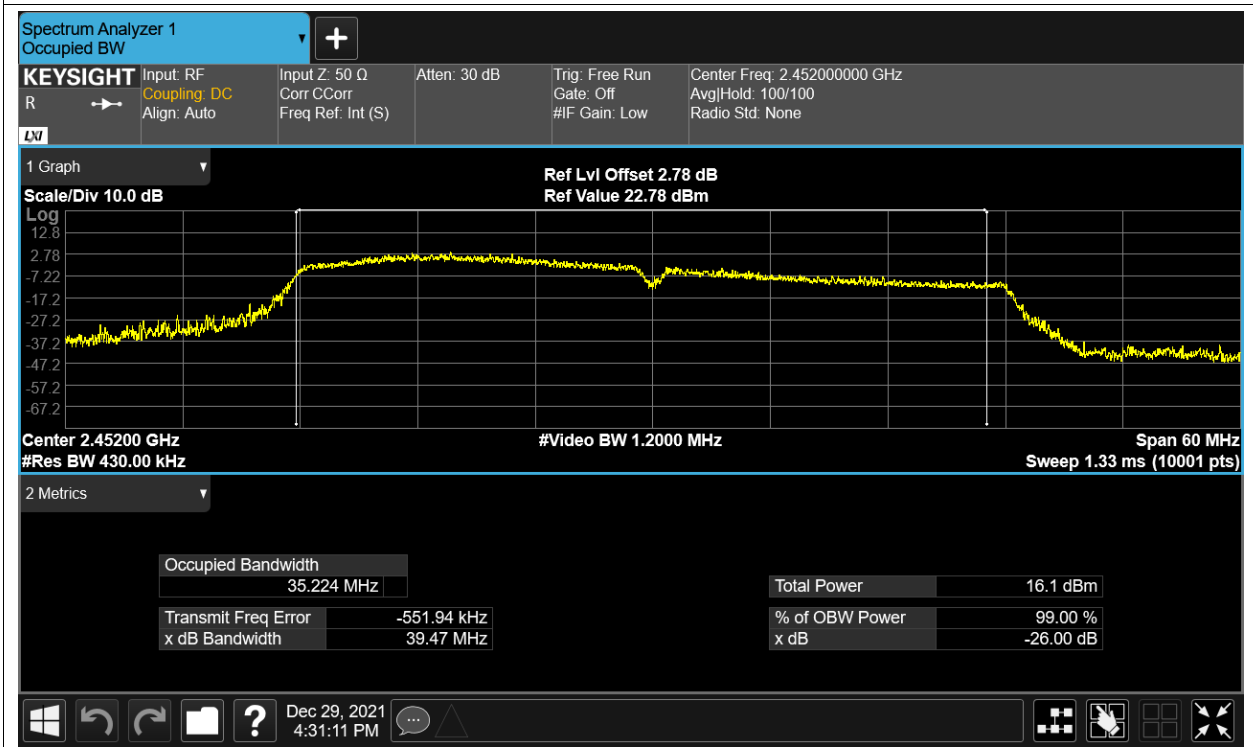 Spectrum Analyzer 1
Occupied BW
KEYSIGHT
R
LXI
Input: RF
Coupling: DC
Align: Auto
Input Z: 50 Ω
Corr CCorr
Freq Ref: Int (S)
Atten: 30 dB
Trig: Free Run
Gate: Off
#IF Gain: Low
Center Freq: 2.452000000 GHz
Avg|Hold: 100/100
Radio Std: None
1 Graph
Scale/Div 10.0 dB
Ref Lvl Offset 2.78 dB
Ref Value 22.78 dBm
Log
12.8
2.78
-7.22
-17.2
-27.2
-37.2
-47.2
-57.2
-67.2
Center 2.45200 GHz
#Video BW 1.2000 MHz
Span 60 MHz
#Res BW 430.00 kHz
Sweep 1.33 ms (10001 pts)
2 Metrics
Occupied Bandwidth
35.224 MHz
Total Power 16.1 dBm
Transmit Freq Error -551.94 kHz
% of OBW Power 99.00 %
x dB Bandwidth 39.47 MHz
x dB -26.00 dB
Dec 29, 2021
4:31:11 PM